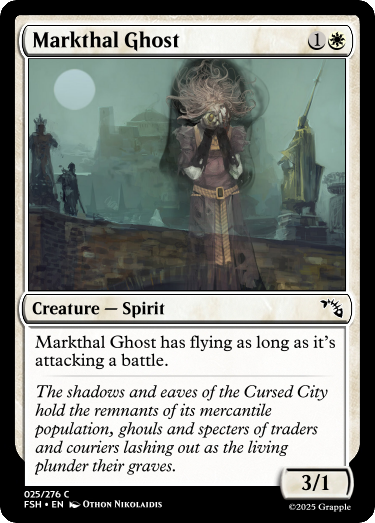 Markthal Ghost 1
Creature — Spirit
Markthal Ghost has flying as long as it's
attacking a battle.
The shadows and eaves of the Cursed City
hold the remnants of its mercantile
population, ghouls and specters of traders
and couriers lashing out as the living
plunder their graves.
3/1
025/276 C
FSH • EN Othon Nikolaidis
©2025 Grapple